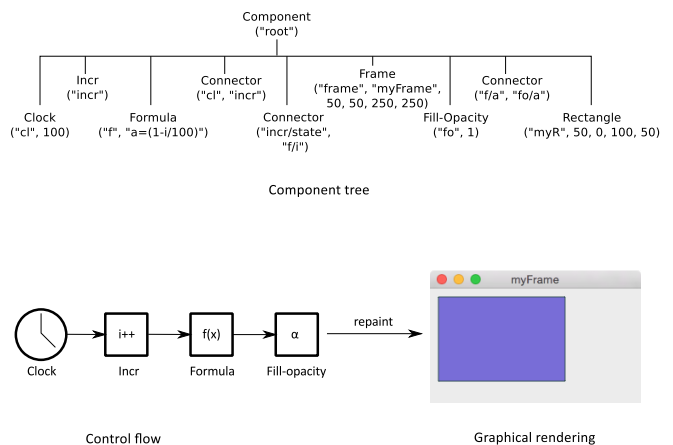 Component
("root")
Incr
("incr")
Connector
("cl", "incr")
Frame
("frame", "myFrame",
50, 50, 250, 250)
Connector
("f/a", "fo/a")
Clock
("cl", 100)
Formula
("f", "a=(1-i/100)")
Connector
("incr/state",
"f/i")
Fill-Opacity
("fo", 1)
Rectangle
("myR", 50, 0, 100, 50)
Component tree
myFrame
i++
f(x)
α
repaint
Clock
Incr
Formula
Fill-opacity
Control flow
Graphical rendering